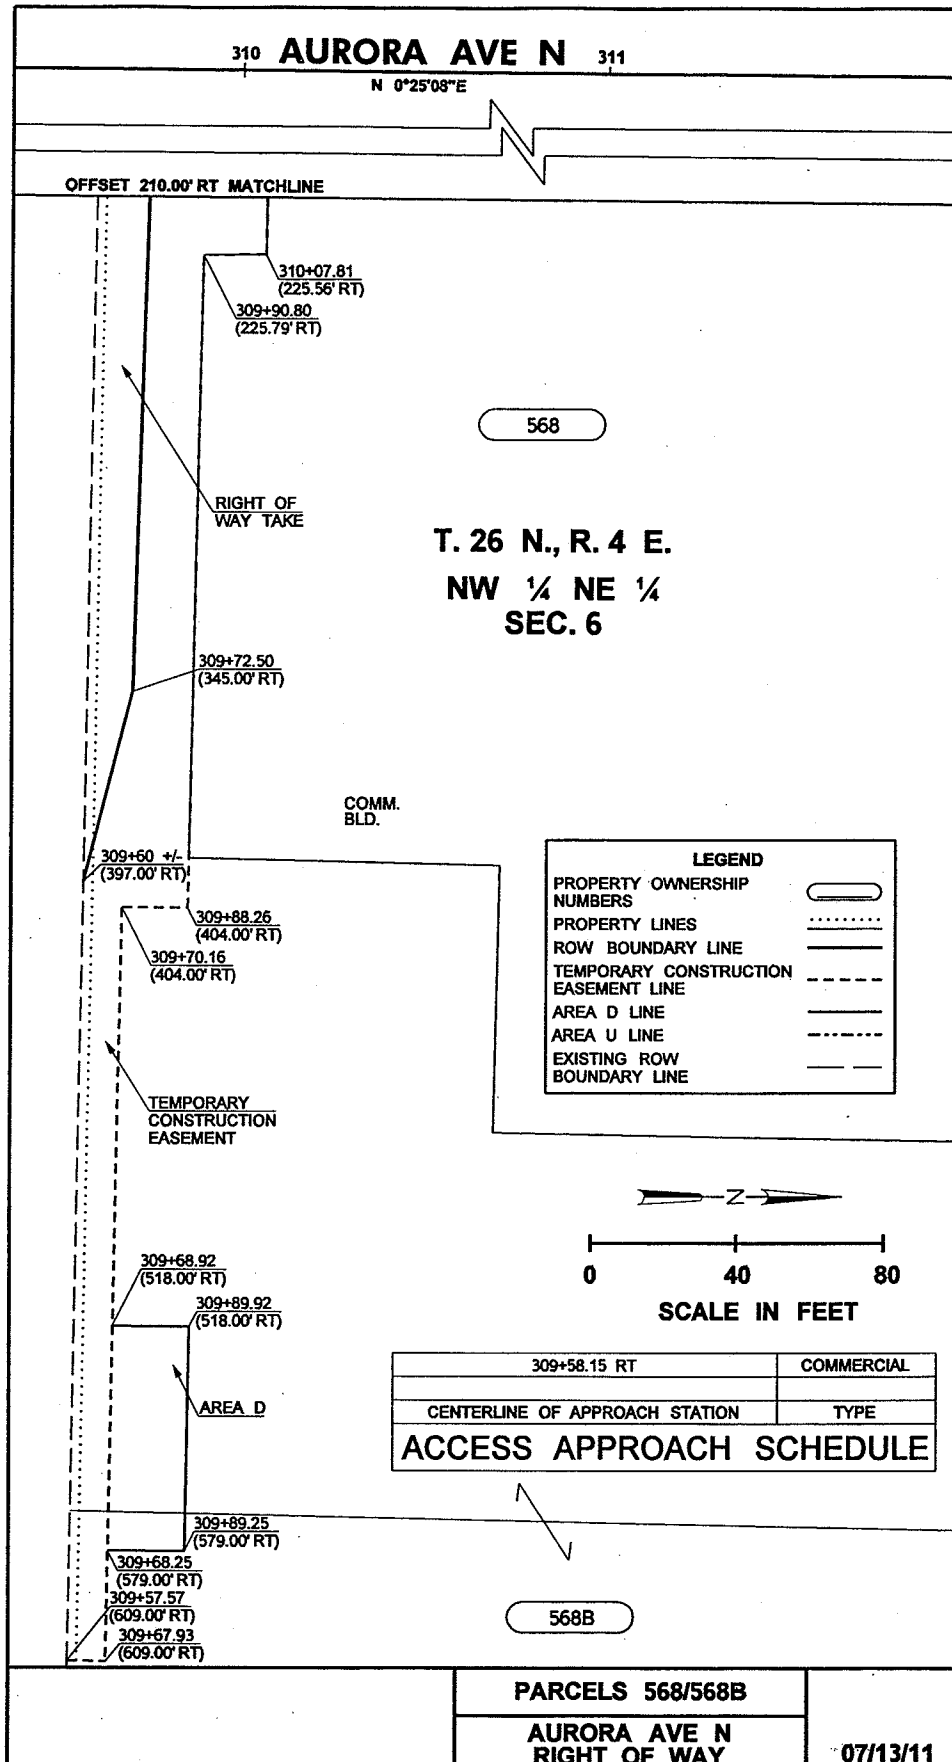 310 AURORA AVE N 311
N 0°25'08"E
OFFSET 210.00' RT MATCHLINE
310+07.81
(225.56' RT)
309+90.80
(225.79' RT)
568
RIGHT OF
WAY TAKE
T. 26 N., R. 4 E.
NW ¼ NE ¼
SEC. 6
309+72.50
(345.00' RT)
COMM.
BLD.
309+60 +/-
(397.00' RT)
309+88.26
(404.00' RT)
309+70.16
(404.00' RT)
LEGEND
PROPERTY OWNERSHIP
NUMBERS
PROPERTY LINES
ROW BOUNDARY LINE
TEMPORARY CONSTRUCTION
EASEMENT LINE
AREA D LINE
AREA U LINE
EXISTING ROW
BOUNDARY LINE
TEMPORARY
CONSTRUCTION
EASEMENT
N
0 40 80
SCALE IN FEET
309+68.92
(518.00' RT)
309+89.92
(518.00' RT)
AREA D
309+58.15 RT COMMERCIAL
CENTERLINE OF APPROACH STATION TYPE
ACCESS APPROACH SCHEDULE
309+89.25
(579.00' RT)
309+68.25
(579.00' RT)
309+57.57
(609.00' RT)
309+67.93
(609.00' RT)
568B
PARCELS 568/568B
AURORA AVE N
RIGHT OF WAY
07/13/11